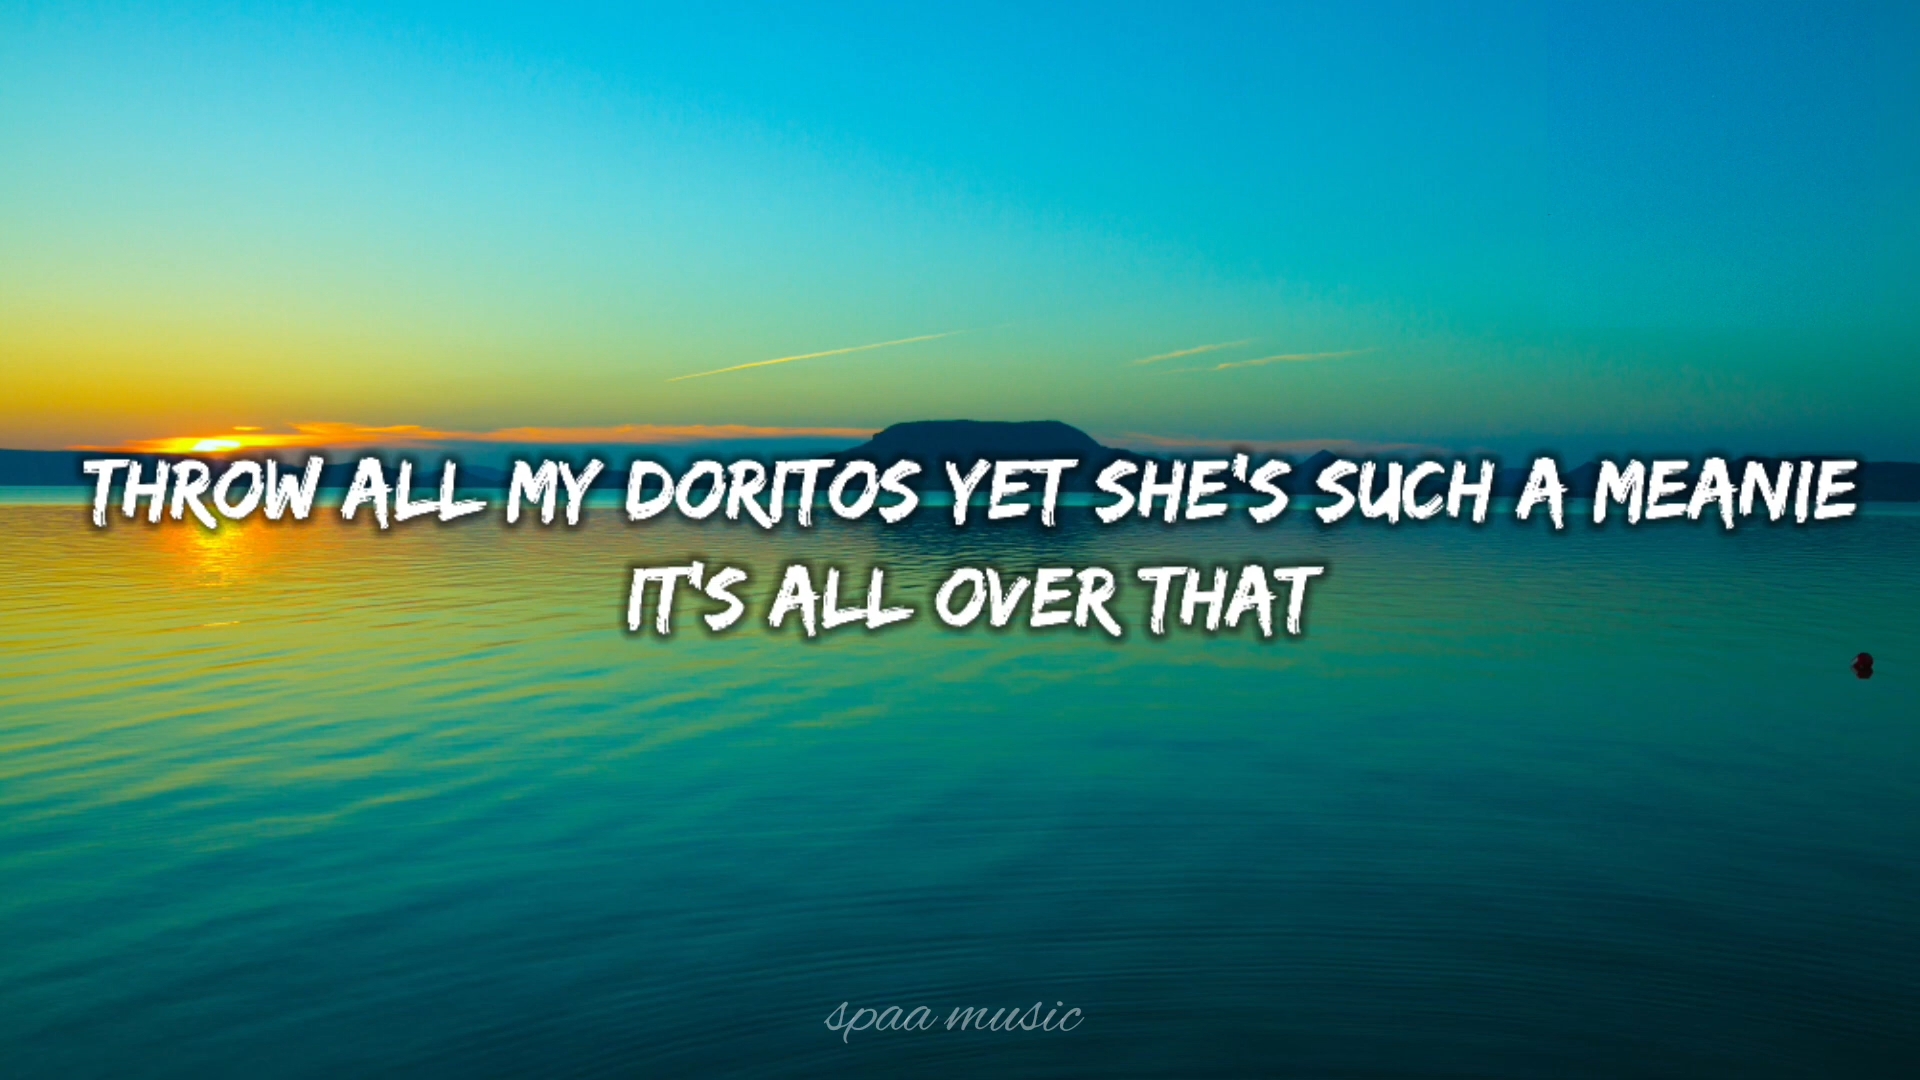 THROW ALL MY DORITOS YET SHE'S SUCH A MEANIE
IT'S ALL OVER THAT
spaa music